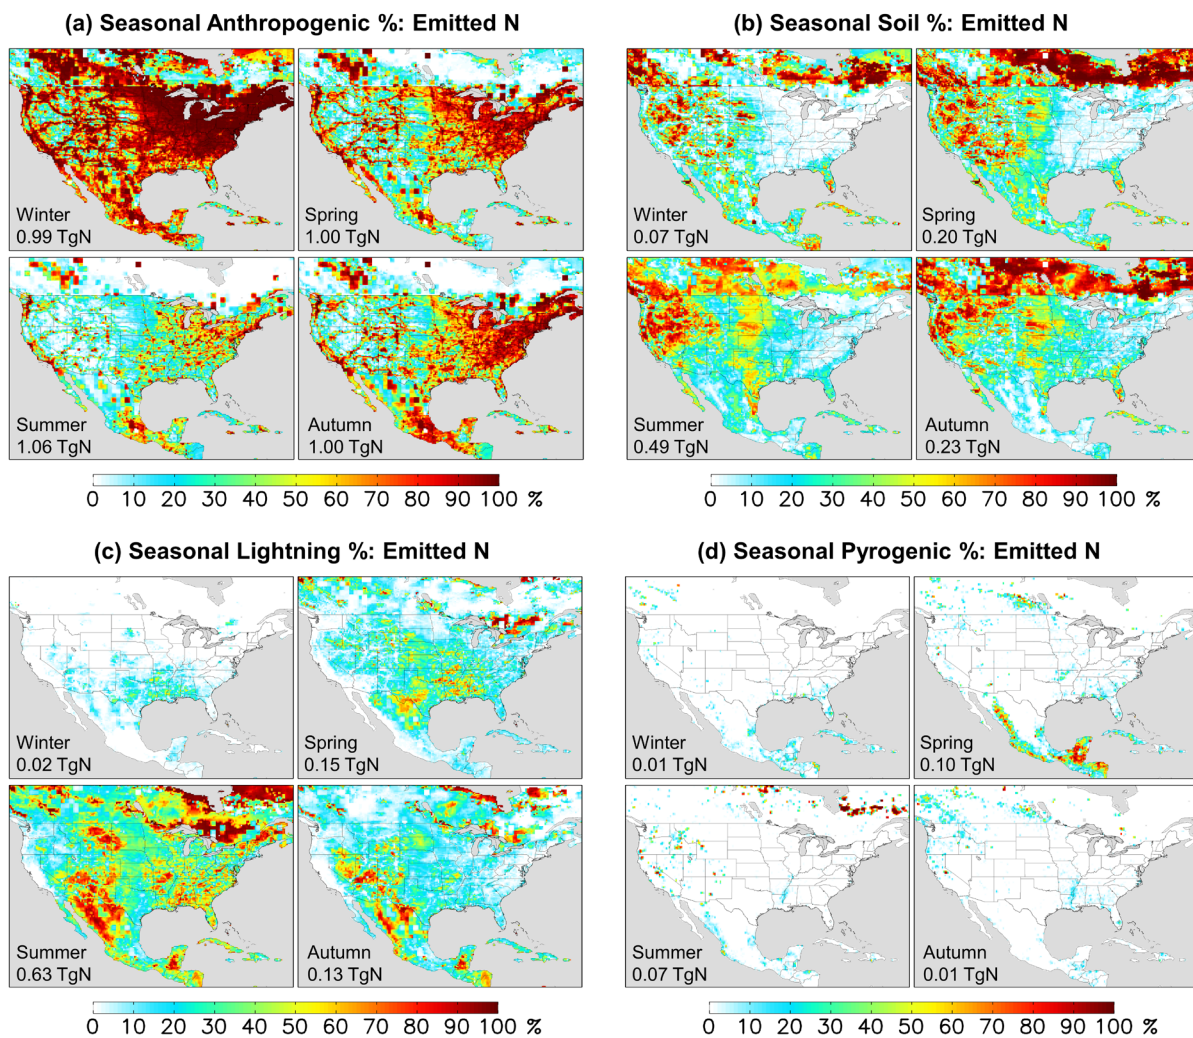 (a) Seasonal Anthropogenic %: Emitted N
Winter
0.99 TgN
Spring
1.00 TgN
Summer
1.06 TgN
Autumn
1.00 TgN
0 10 20 30 40 50 60 70 80 90 100 %
(b) Seasonal Soil %: Emitted N
Winter
0.07 TgN
Spring
0.20 TgN
Summer
0.49 TgN
Autumn
0.23 TgN
0 10 20 30 40 50 60 70 80 90 100 %
(c) Seasonal Lightning %: Emitted N
Winter
0.02 TgN
Spring
0.15 TgN
Summer
0.63 TgN
Autumn
0.13 TgN
0 10 20 30 40 50 60 70 80 90 100 %
(d) Seasonal Pyrogenic %: Emitted N
Winter
0.01 TgN
Spring
0.10 TgN
Summer
0.07 TgN
Autumn
0.01 TgN
0 10 20 30 40 50 60 70 80 90 100 %